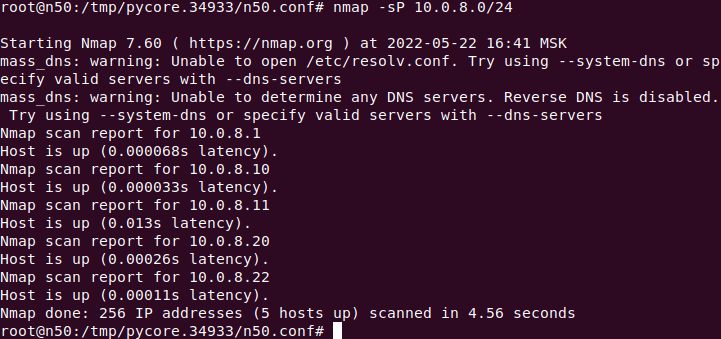 root@n50:/tmp/pycore.34933/n50.conf# nmap -sP 10.0.8.0/24
Starting Nmap 7.60 ( https://nmap.org ) at 2022-05-22 16:41 MSK
mass_dns: warning: Unable to open /etc/resolv.conf. Try using --system-dns or sp
ecify valid servers with --dns-servers
mass_dns: warning: Unable to determine any DNS servers. Reverse DNS is disabled.
 Try using --system-dns or specify valid servers with --dns-servers
Nmap scan report for 10.0.8.1
Host is up (0.000068s latency).
Nmap scan report for 10.0.8.10
Host is up (0.000033s latency).
Nmap scan report for 10.0.8.11
Host is up (0.013s latency).
Nmap scan report for 10.0.8.20
Host is up (0.00026s latency).
Nmap scan report for 10.0.8.22
Host is up (0.00011s latency).
Nmap done: 256 IP addresses (5 hosts up) scanned in 4.56 seconds
root@n50:/tmp/pycore.34933/n50.conf#